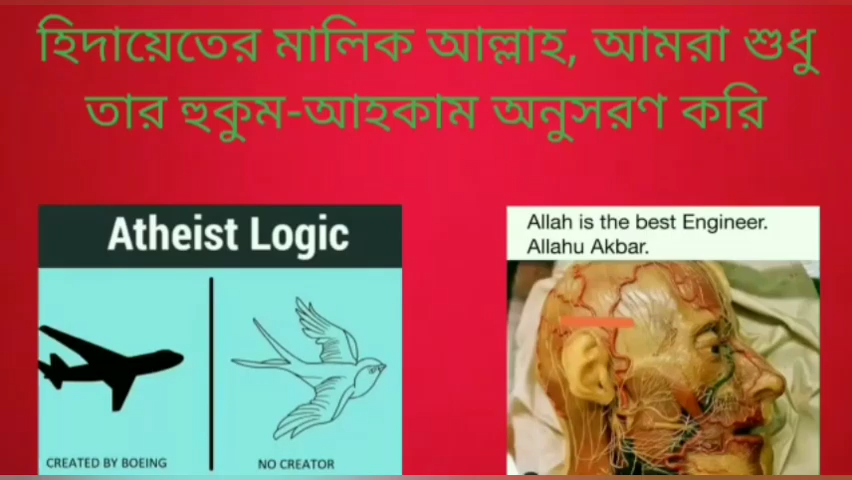 হিদায়েতের মালিক আল্লাহ, আমরা শুধু
তার হুকুম-আহকাম অনুসরণ করি
Atheist Logic
CREATED BY BOEING
NO CREATOR
Allah is the best Engineer.
Allahu Akbar.